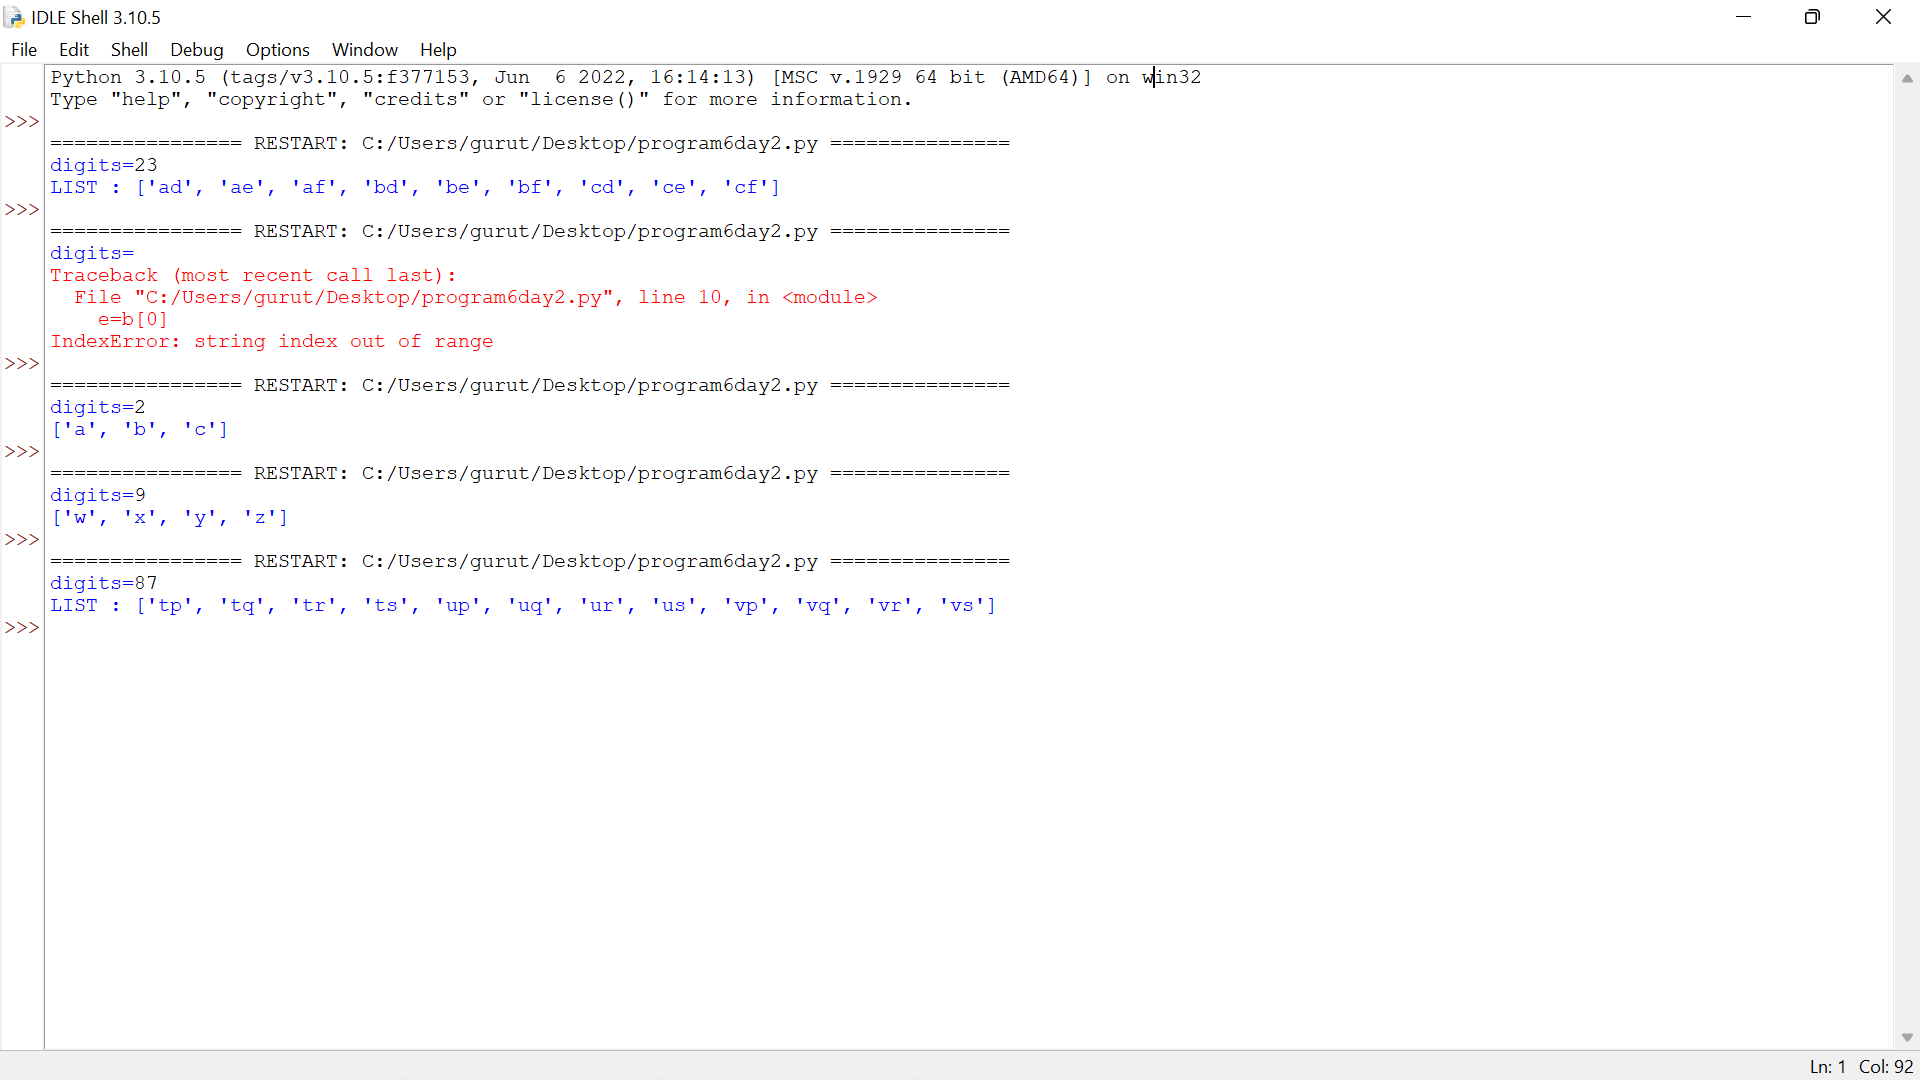 IDLE Shell 3.10.5
File Edit Shell Debug Options Window Help
Python 3.10.5 (tags/v3.10.5:f377153, Jun  6 2022, 16:14:13) [MSC v.1929 64 bit (AMD64)] on win32
Type "help", "copyright", "credits" or "license()" for more information.
>>>
================ RESTART: C:/Users/gurut/Desktop/program6day2.py ===============
digits=23
LIST : ['ad', 'ae', 'af', 'bd', 'be', 'bf', 'cd', 'ce', 'cf']
>>>
================ RESTART: C:/Users/gurut/Desktop/program6day2.py ===============
digits=
Traceback (most recent call last):
  File "C:/Users/gurut/Desktop/program6day2.py", line 10, in <module>
    e=b[0]
IndexError: string index out of range
>>>
================ RESTART: C:/Users/gurut/Desktop/program6day2.py ===============
digits=2
['a', 'b', 'c']
>>>
================ RESTART: C:/Users/gurut/Desktop/program6day2.py ===============
digits=9
['w', 'x', 'y', 'z']
>>>
================ RESTART: C:/Users/gurut/Desktop/program6day2.py ===============
digits=87
LIST : ['tp', 'tq', 'tr', 'ts', 'up', 'uq', 'ur', 'us', 'vp', 'vq', 'vr', 'vs']
>>>
Ln: 1 Col: 92